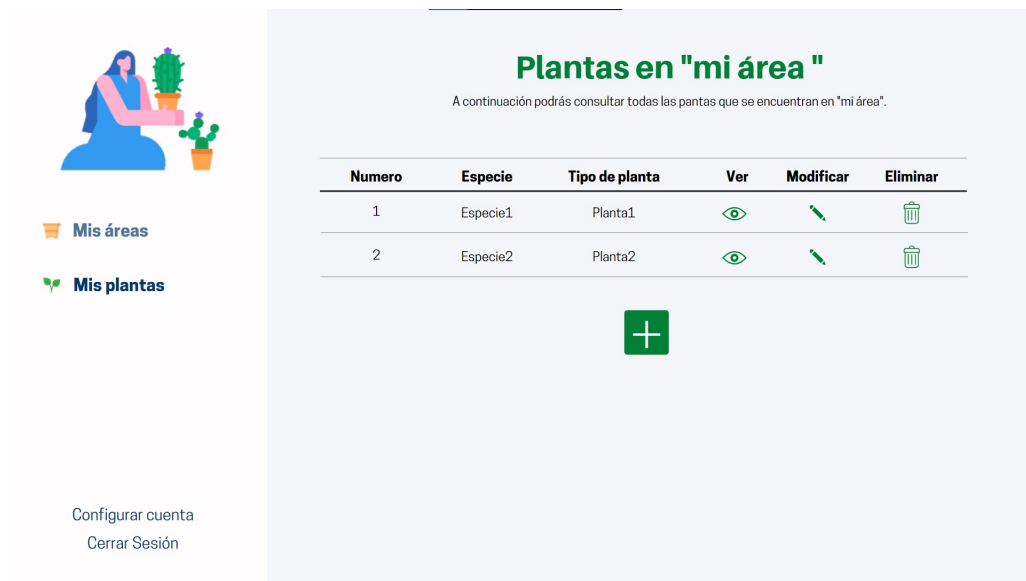 Plantas en "mi área "
A continuación podrás consultar todas las pantas que se encuentran en "mi área".
Mis áreas
Mis plantas
Configurar cuenta
Cerrar Sesión
Numero Especie Tipo de planta Ver Modificar Eliminar
1 Especie1 Planta1
2 Especie2 Planta2